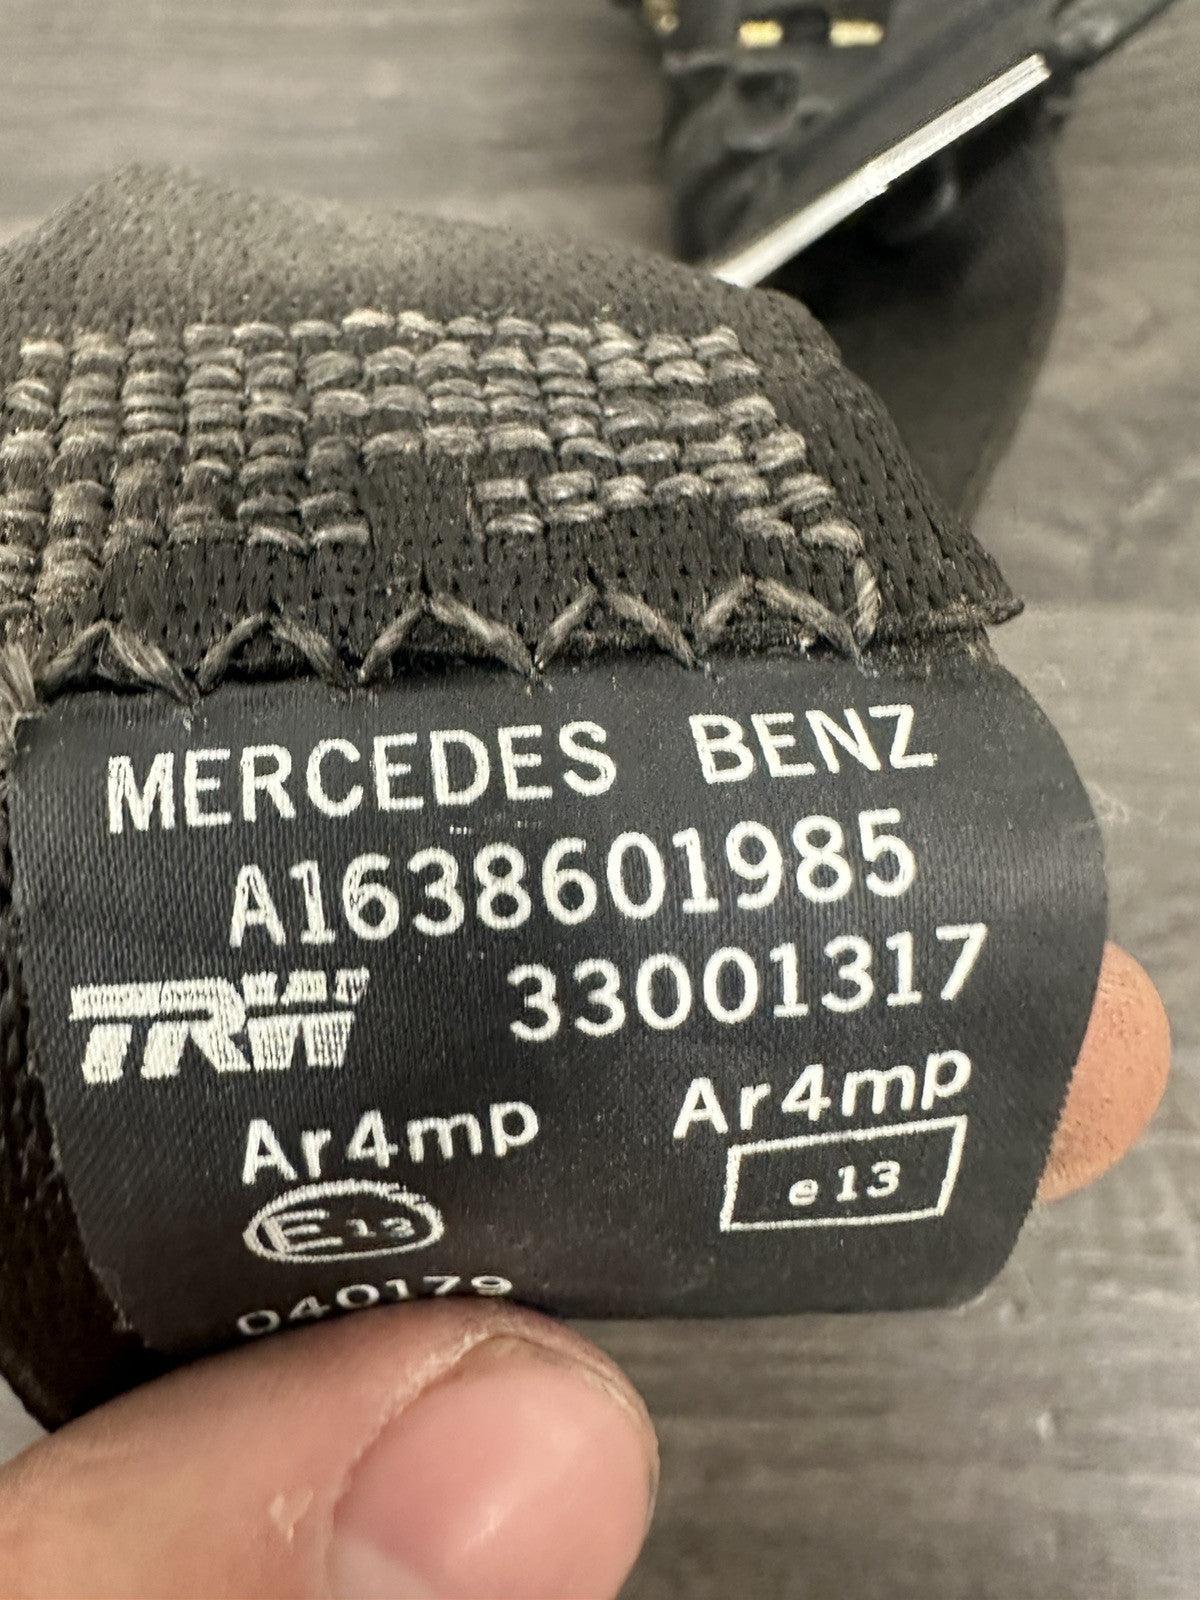 MERCEDES BENZ
A1638601985
TRW 33001317
Ar4mp Ar4mp
E13 e13
040179